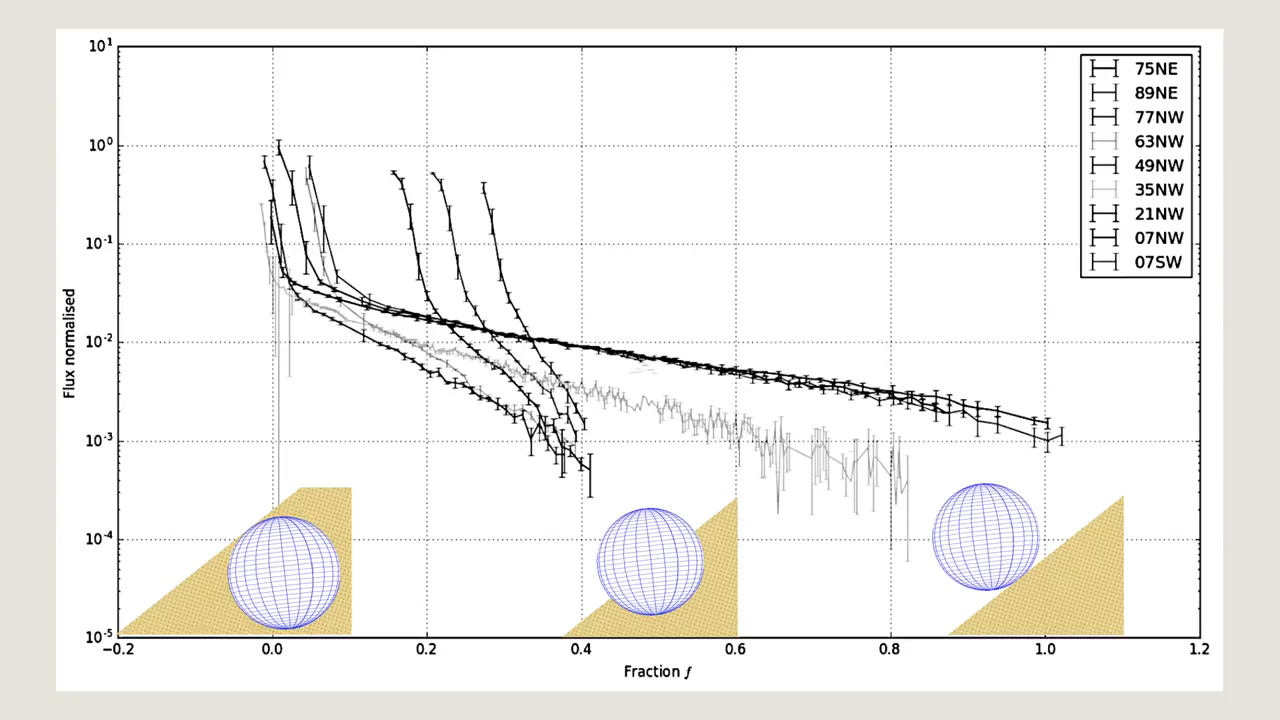 10¹
10⁰
10⁻¹
10⁻²
10⁻³
10⁻⁴
10⁻⁵
Flux normalised
−0.2 0.0 0.2 0.4 0.6 0.8 1.0 1.2
Fraction f
75NE
89NE
77NW
63NW
49NW
35NW
21NW
07NW
07SW